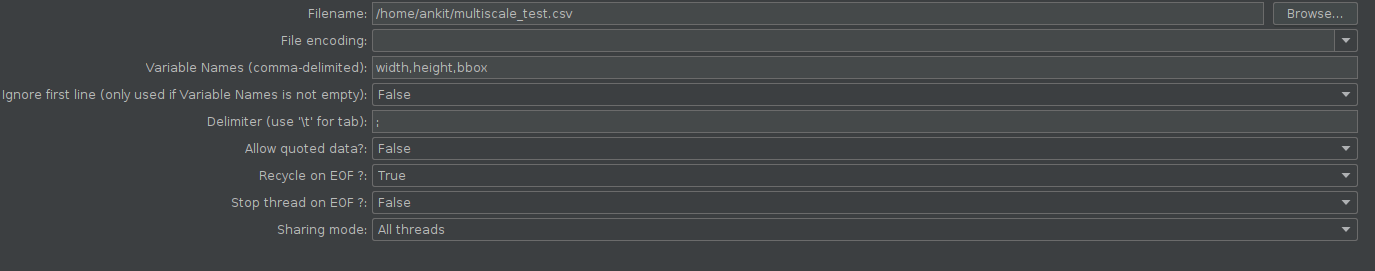 Filename: /home/ankit/multiscale_test.csv Browse...
File encoding:
Variable Names (comma-delimited): width,height,bbox
Ignore first line (only used if Variable Names is not empty): False
Delimiter (use '\t' for tab): ;
Allow quoted data?: False
Recycle on EOF ?: True
Stop thread on EOF ?: False
Sharing mode: All threads